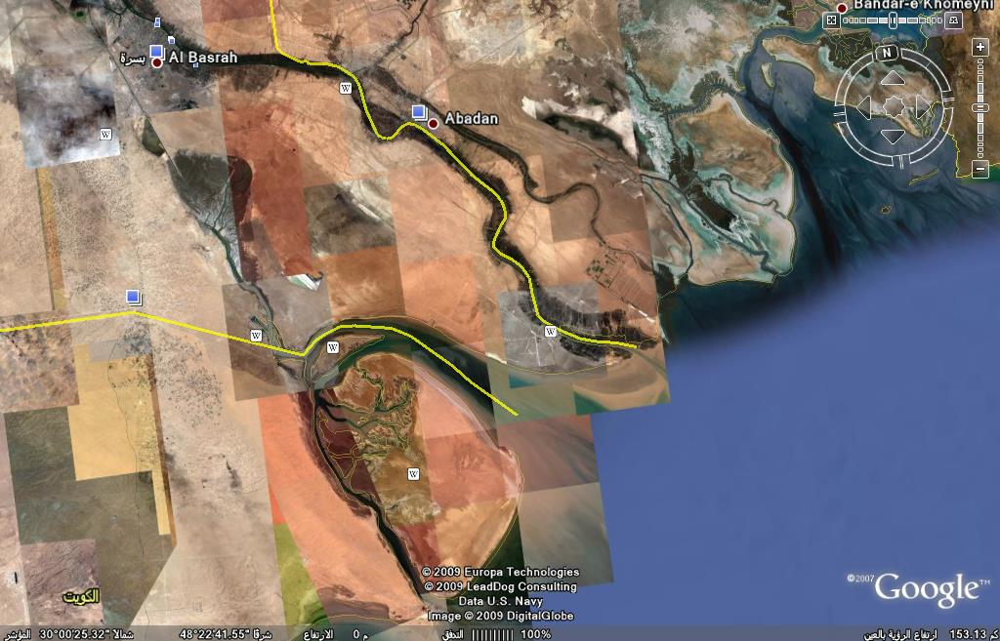 Bandar-e Khomeyni
N
بصرة Al Basrah
W
Abadan
W
W
W
W
W
الكويت
© 2009 Europa Technologies
© 2009 LeadDog Consulting
Data U.S. Navy
Image © 2009 DigitalGlobe
©2007 Google™
المؤشر 30°00'25.32" شمالا 48°22'41.55" شرقا الارتفاع 0 م التدفق 100% ارتفاع الرؤية بالعين 153.13 كم